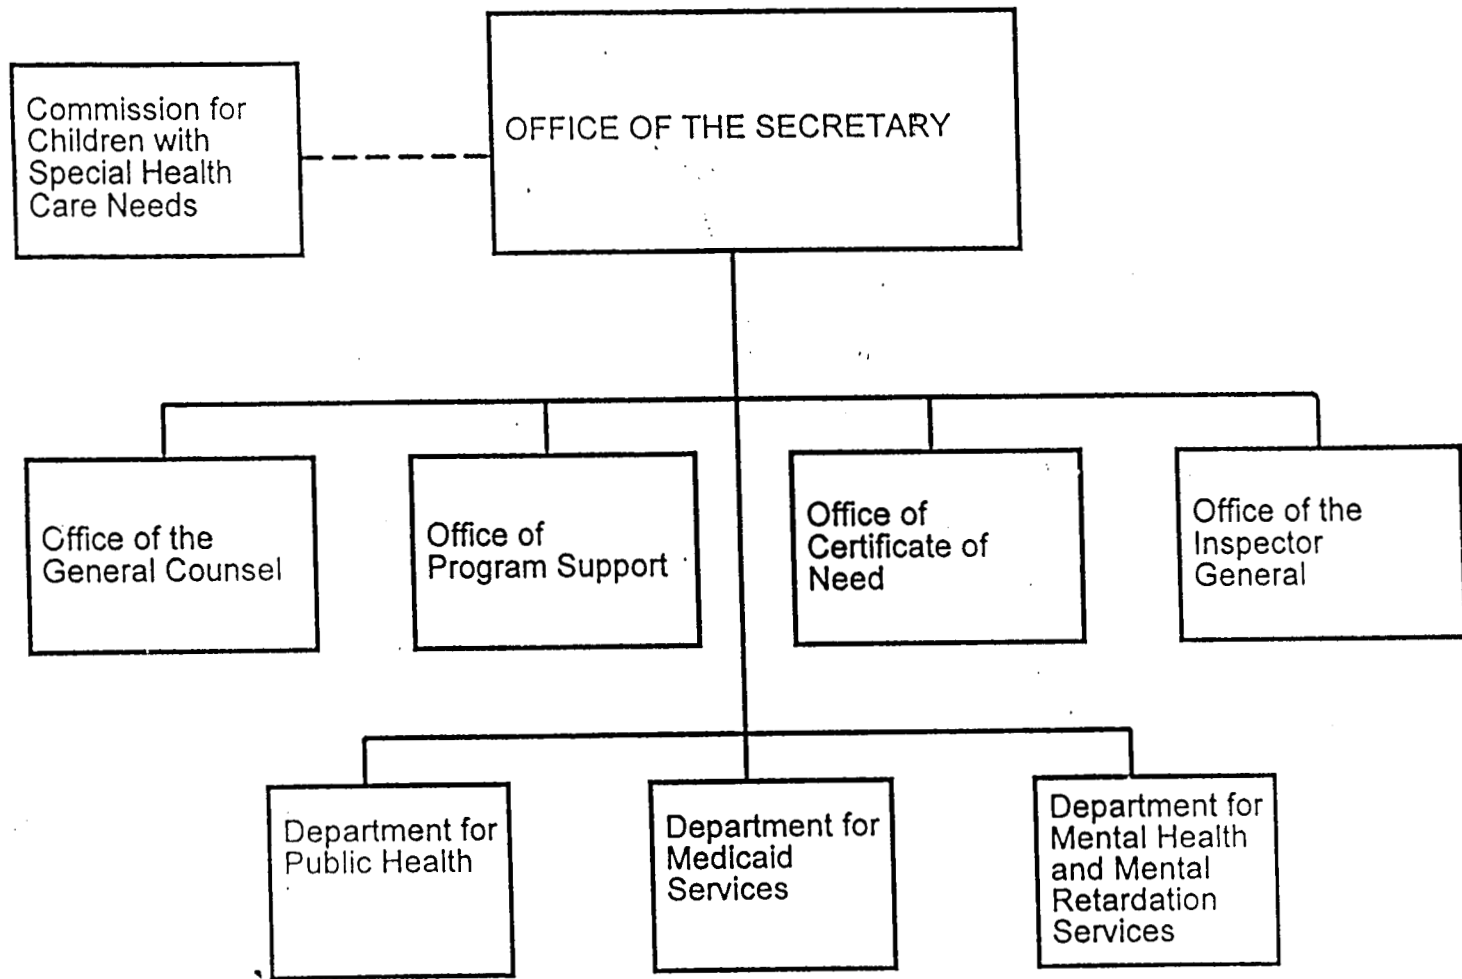 Commission for
Children with
Special Health
Care Needs
OFFICE OF THE SECRETARY
Office of the
General Counsel
Office of
Program Support
Office of
Certificate of
Need
Office of the
Inspector
General
Department for
Public Health
Department for
Medicaid
Services
Department for
Mental Health
and Mental
Retardation
Services